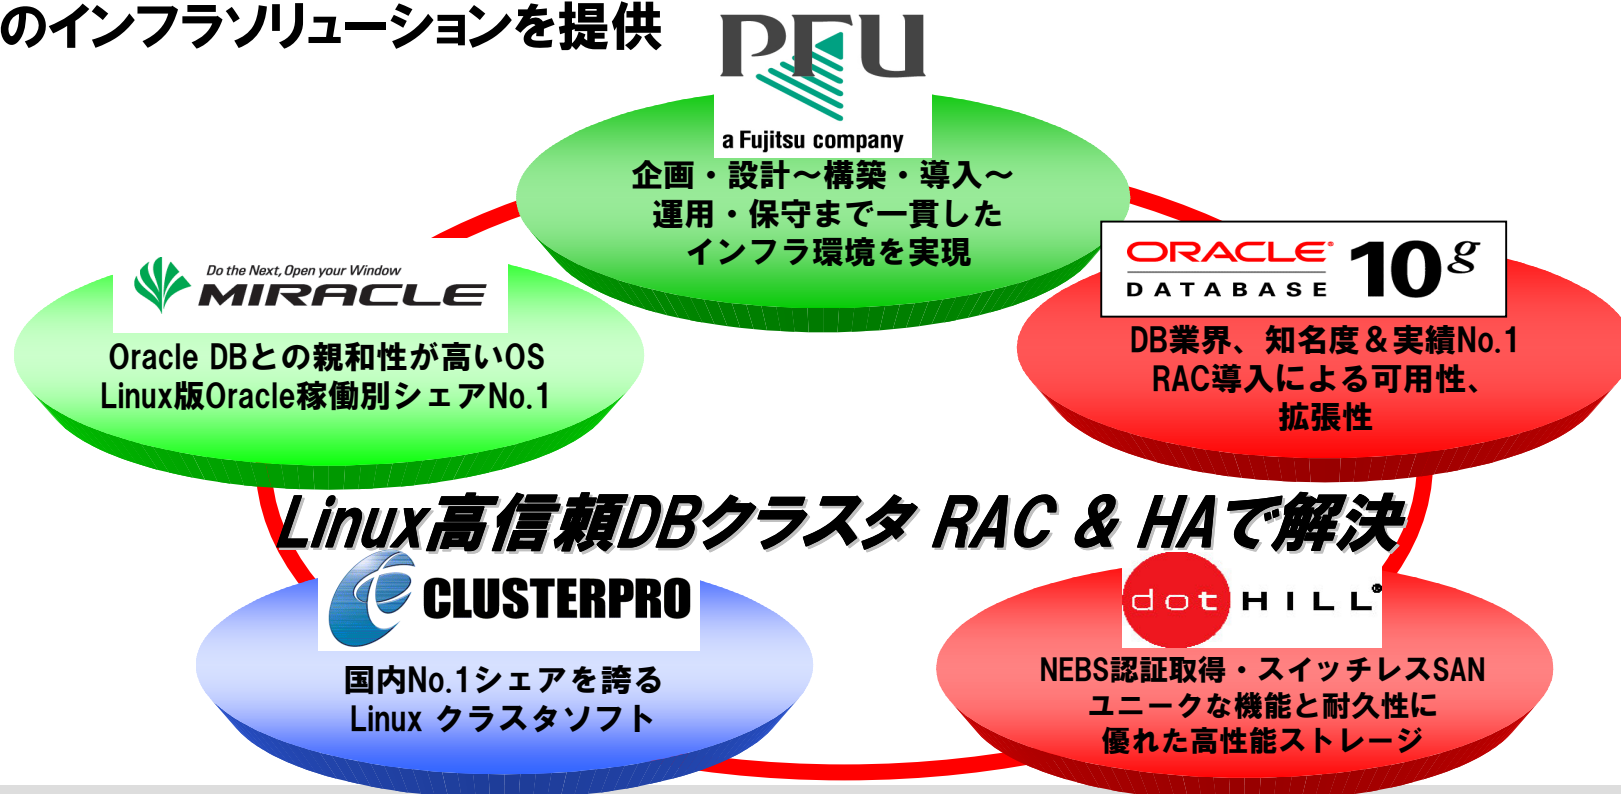 のインフラソリューションを提供
PFU
a Fujitsu company
企画・設計～構築・導入～
運用・保守まで一貫した
インフラ環境を実現
Do the Next, Open your Window
MIRACLE
Oracle DBとの親和性が高いOS
Linux版Oracle稼働別シェアNo.1
ORACLE®
DATABASE
10g
DB業界、知名度＆実績No.1
RAC導入による可用性、
拡張性
Linux高信頼DBクラスタ RAC & HAで解決
CLUSTERPRO
国内No.1シェアを誇る
Linux クラスタソフト
dot HILL®
NEBS認証取得・スイッチレスSAN
ユニークな機能と耐久性に
優れた高性能ストレージ